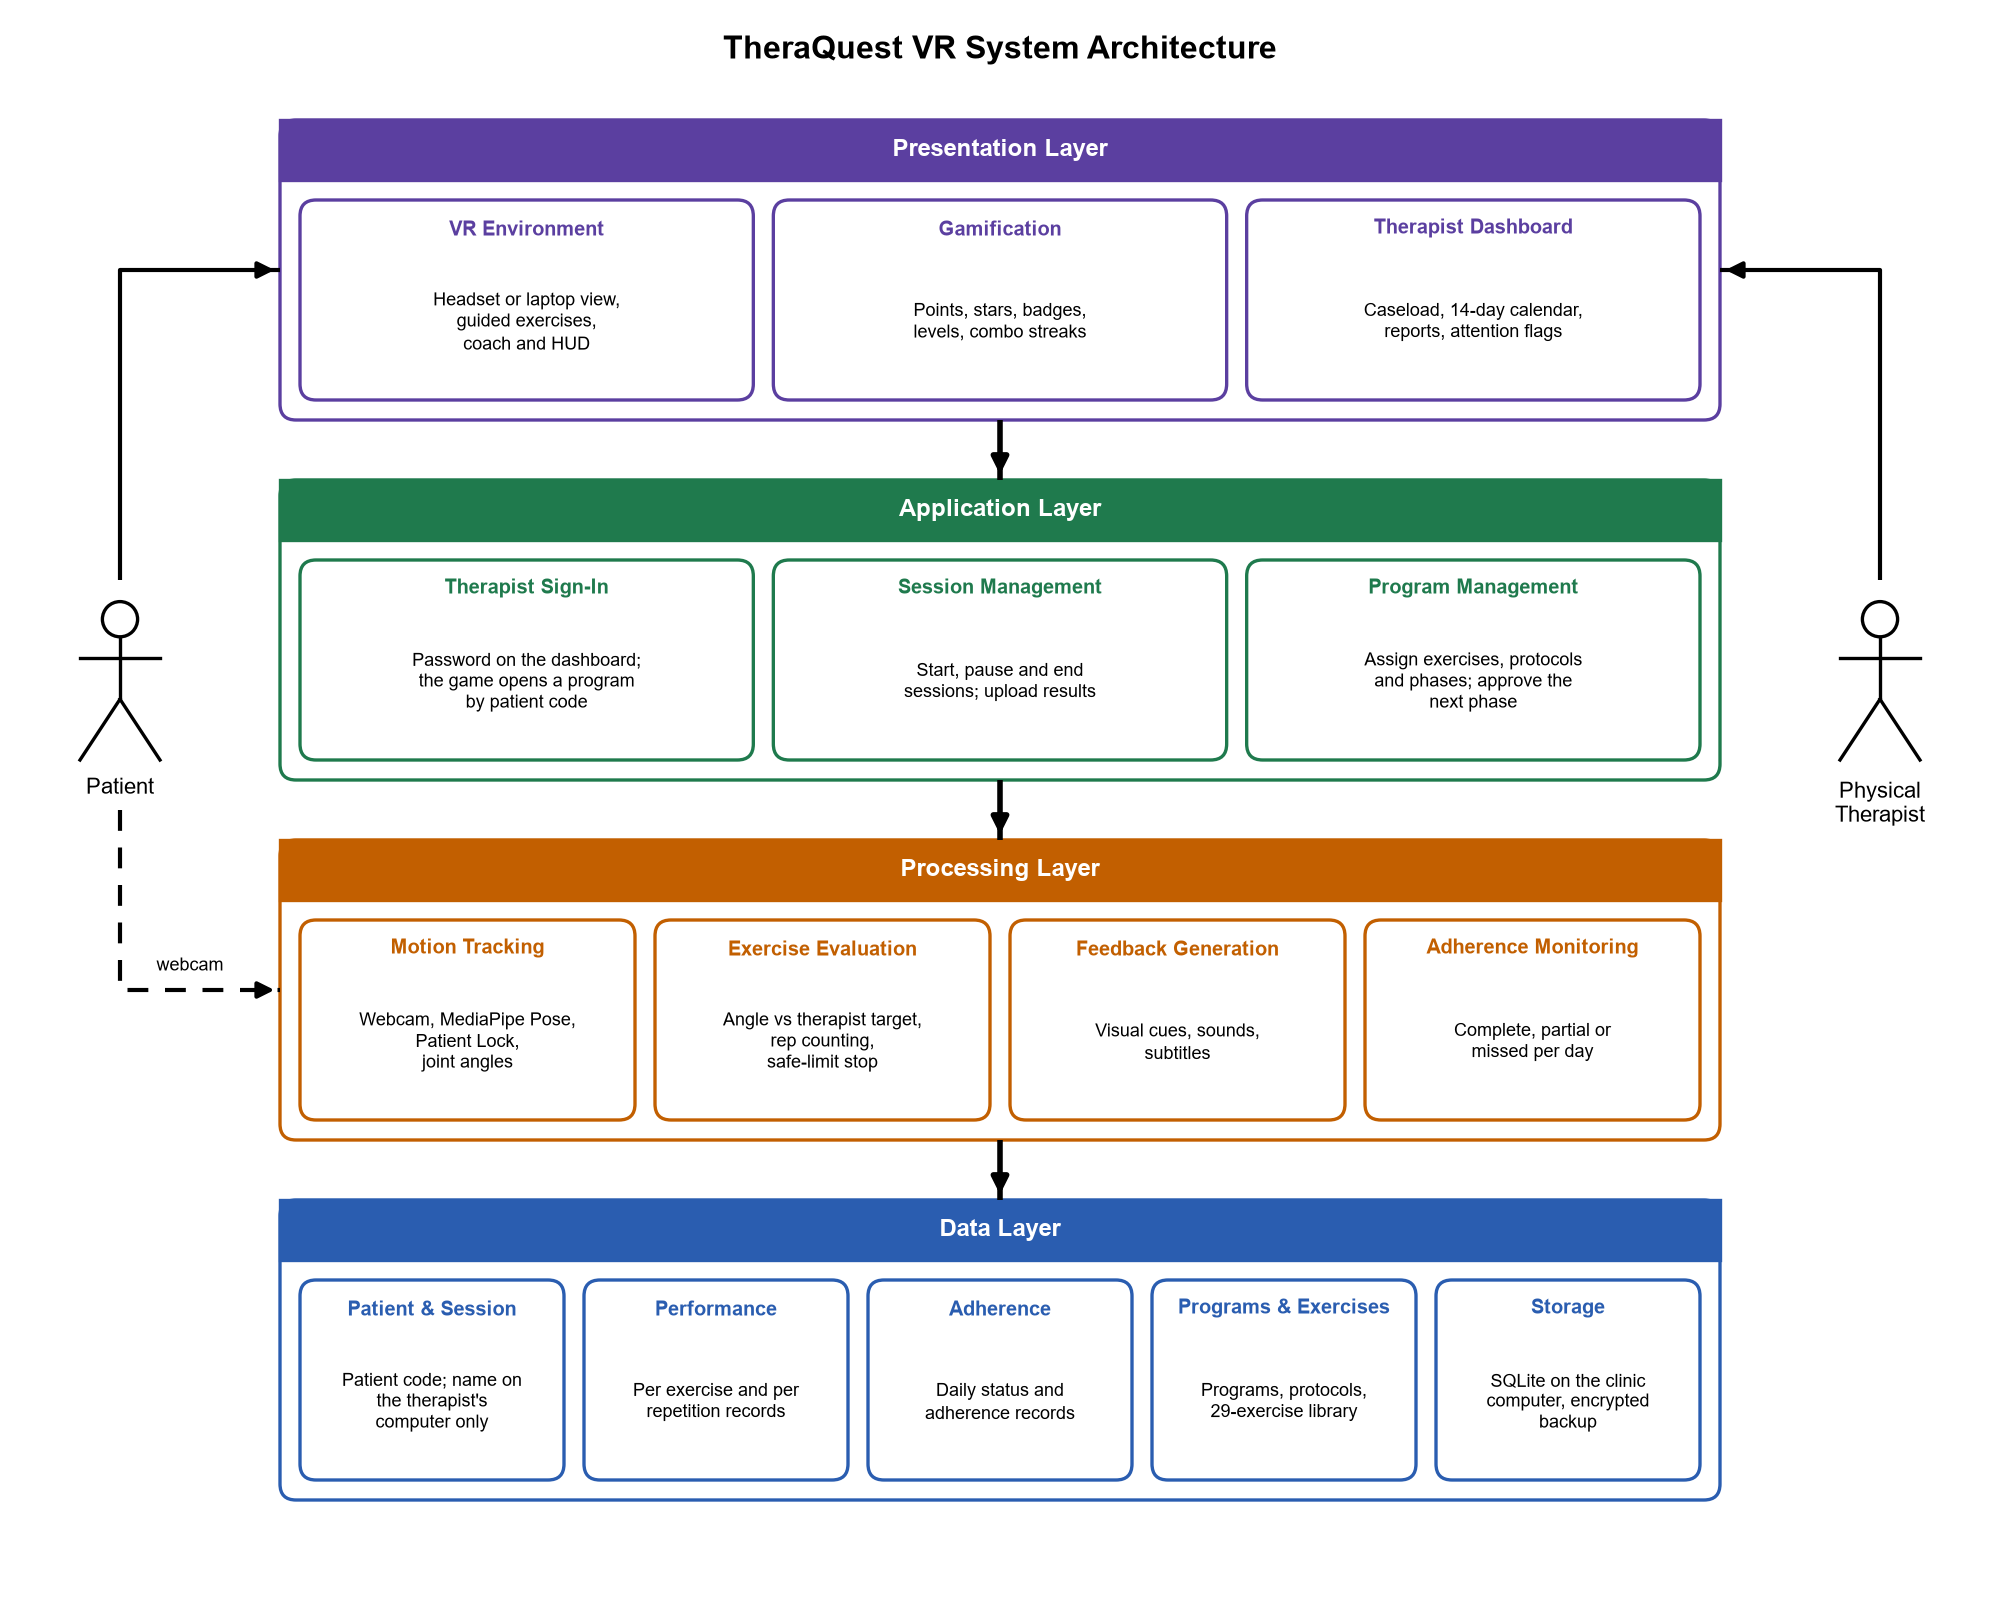 TheraQuest VR System Architecture
Presentation Layer
VR Environment
Headset or laptop view,
guided exercises,
coach and HUD
Gamification
Points, stars, badges,
levels, combo streaks
Therapist Dashboard
Caseload, 14-day calendar,
reports, attention flags
Application Layer
Therapist Sign-In
Password on the dashboard;
the game opens a program
by patient code
Session Management
Start, pause and end
sessions; upload results
Program Management
Assign exercises, protocols
and phases; approve the
next phase
Patient
Physical
Therapist
Processing Layer
webcam
Motion Tracking
Webcam, MediaPipe Pose,
Patient Lock,
joint angles
Exercise Evaluation
Angle vs therapist target,
rep counting,
safe-limit stop
Feedback Generation
Visual cues, sounds,
subtitles
Adherence Monitoring
Complete, partial or
missed per day
Data Layer
Patient & Session
Patient code; name on
the therapist's
computer only
Performance
Per exercise and per
repetition records
Adherence
Daily status and
adherence records
Programs & Exercises
Programs, protocols,
29-exercise library
Storage
SQLite on the clinic
computer, encrypted
backup